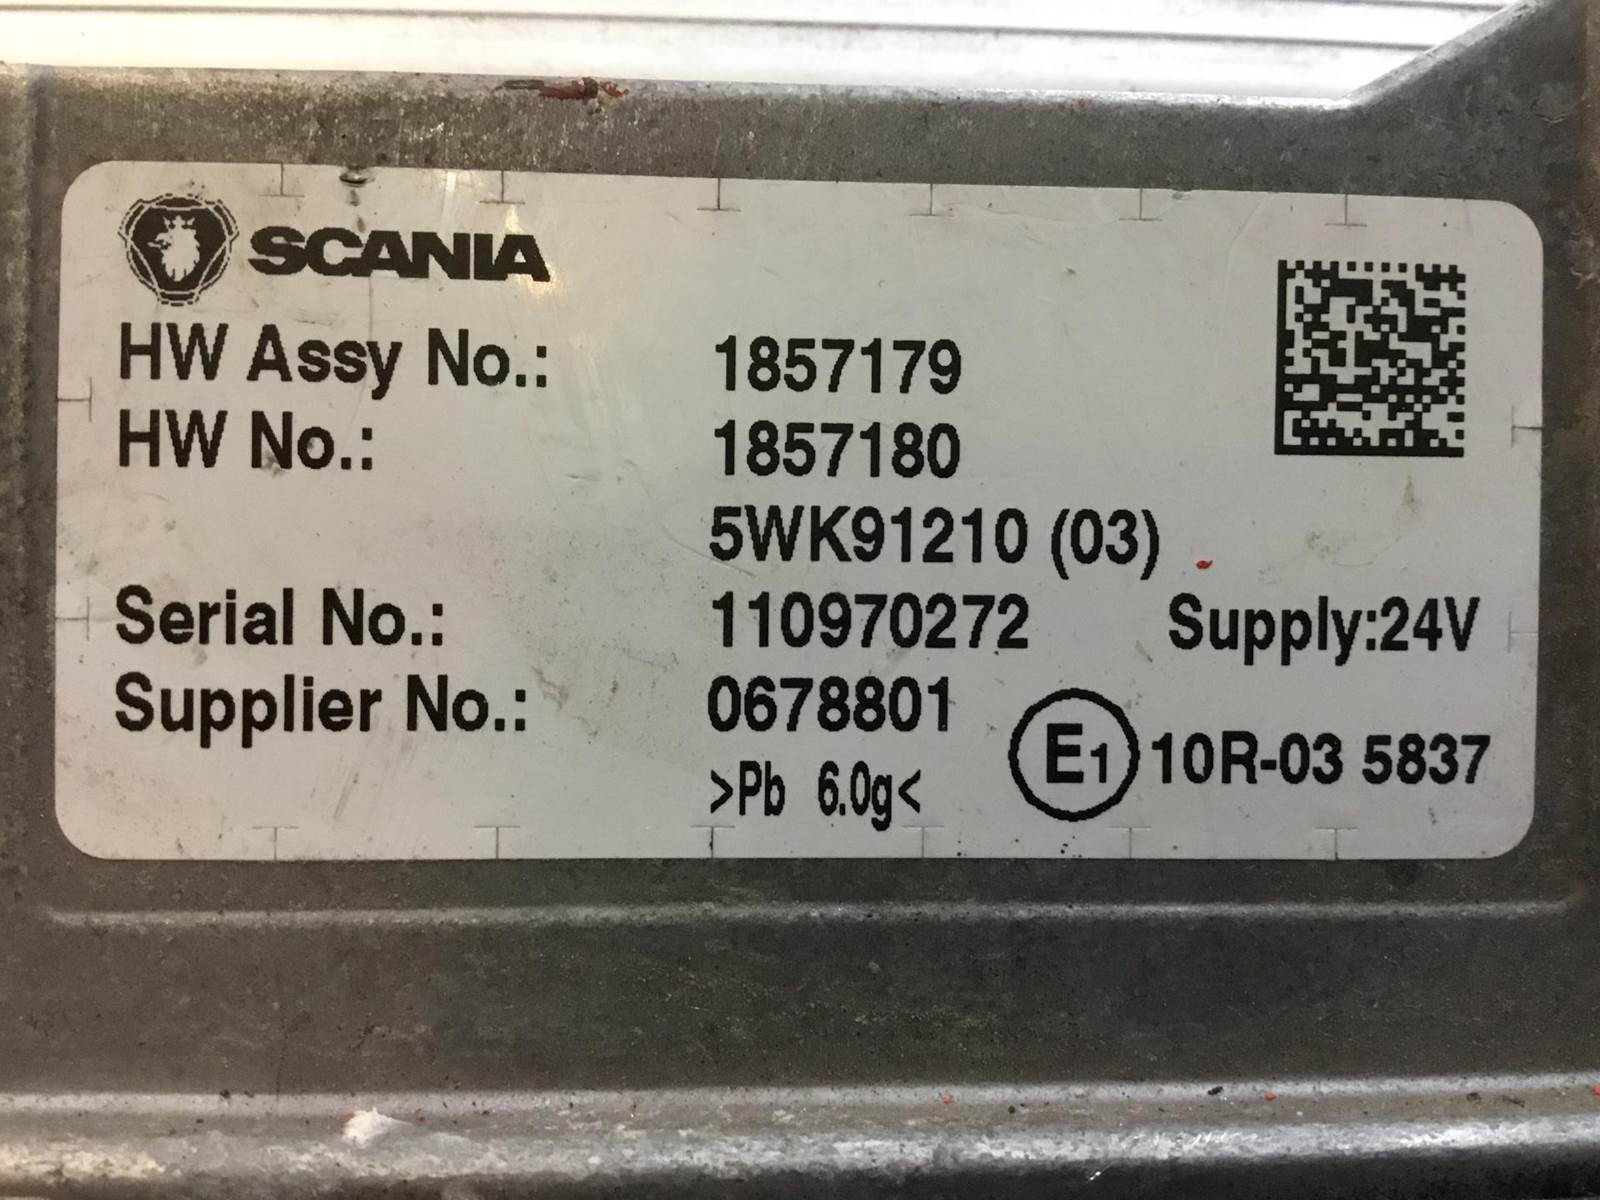 SCANIA
HW Assy No.: 1857179
HW No.: 1857180
5WK91210 (03)
Serial No.: 110970272 Supply:24V
Supplier No.: 0678801
E1 10R-03 5837
>Pb 6.0g<